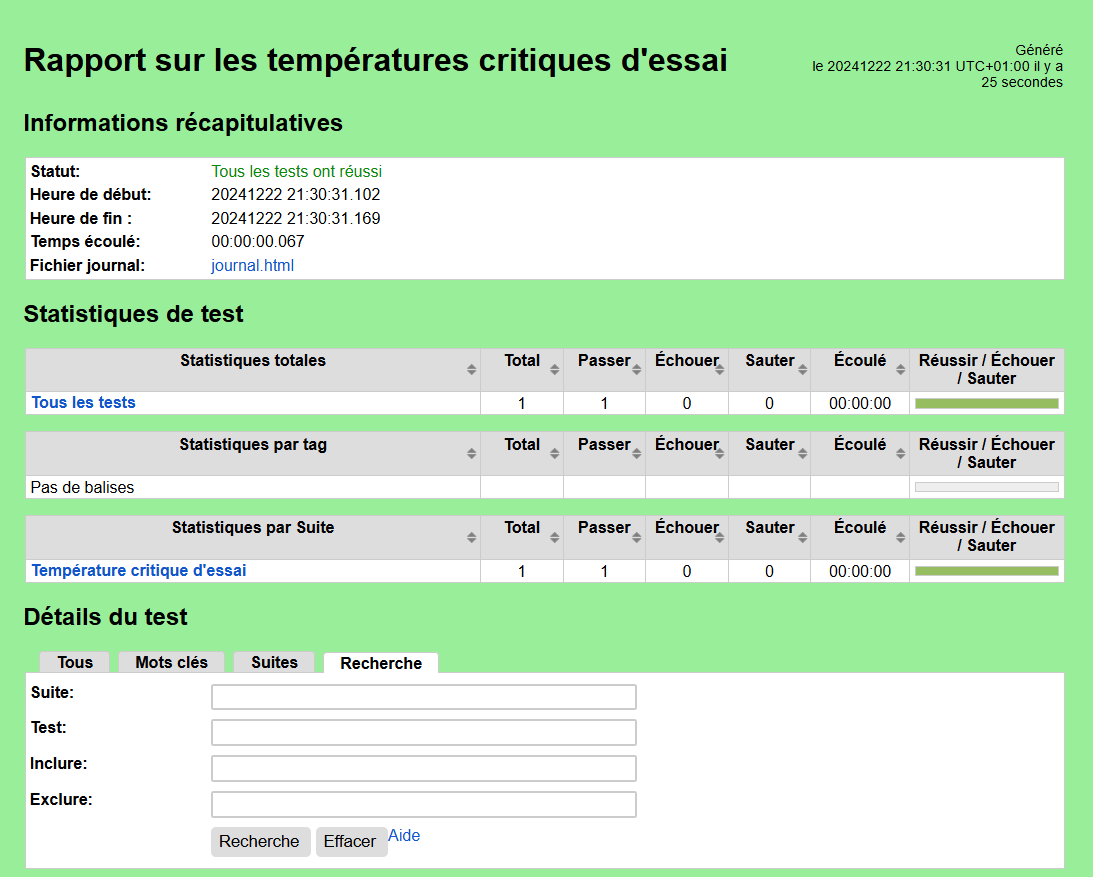 Rapport sur les températures critiques d'essai
Généré
le 20241222 21:30:31 UTC+01:00 il y a
25 secondes
Informations récapitulatives
Statut: Tous les tests ont réussi
Heure de début: 20241222 21:30:31.102
Heure de fin : 20241222 21:30:31.169
Temps écoulé: 00:00:00.067
Fichier journal: journal.html
Statistiques de test
Statistiques totales Total Passer Échouer Sauter Écoulé Réussir / Échouer
/ Sauter
Tous les tests 1 1 0 0 00:00:00
Statistiques par tag Total Passer Échouer Sauter Écoulé Réussir / Échouer
/ Sauter
Pas de balises
Statistiques par Suite Total Passer Échouer Sauter Écoulé Réussir / Échouer
/ Sauter
Température critique d'essai 1 1 0 0 00:00:00
Détails du test
Tous Mots clés Suites Recherche
Suite:
Test:
Inclure:
Exclure:
Recherche Effacer Aide